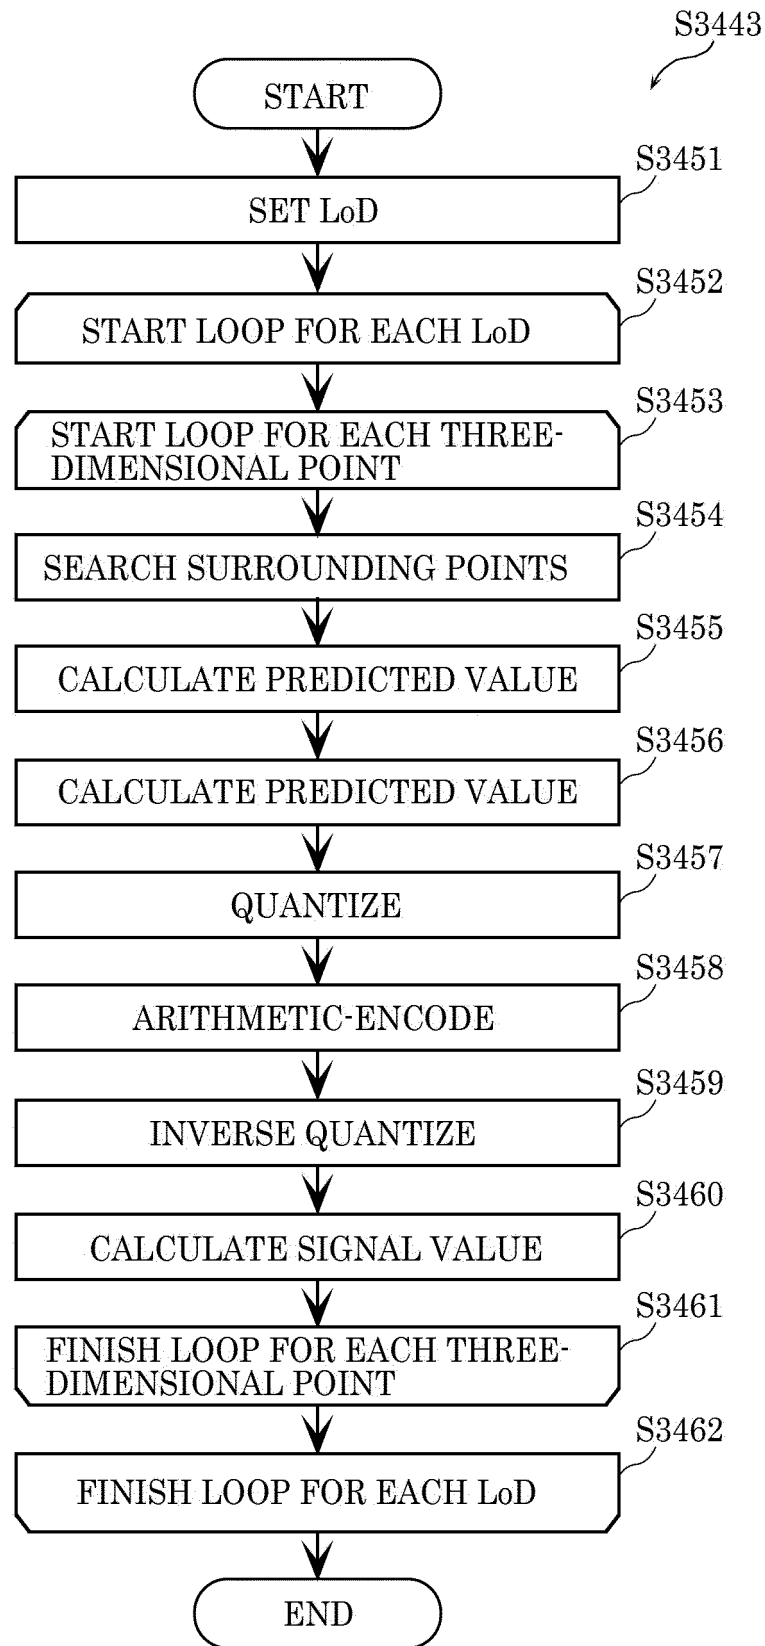 S3443
START
S3451
SET LoD
S3452
START LOOP FOR EACH LoD
S3453
START LOOP FOR EACH THREE-
DIMENSIONAL POINT
S3454
SEARCH SURROUNDING POINTS
S3455
CALCULATE PREDICTED VALUE
S3456
CALCULATE PREDICTED VALUE
S3457
QUANTIZE
S3458
ARITHMETIC-ENCODE
S3459
INVERSE QUANTIZE
S3460
CALCULATE SIGNAL VALUE
S3461
FINISH LOOP FOR EACH THREE-
DIMENSIONAL POINT
S3462
FINISH LOOP FOR EACH LoD
END